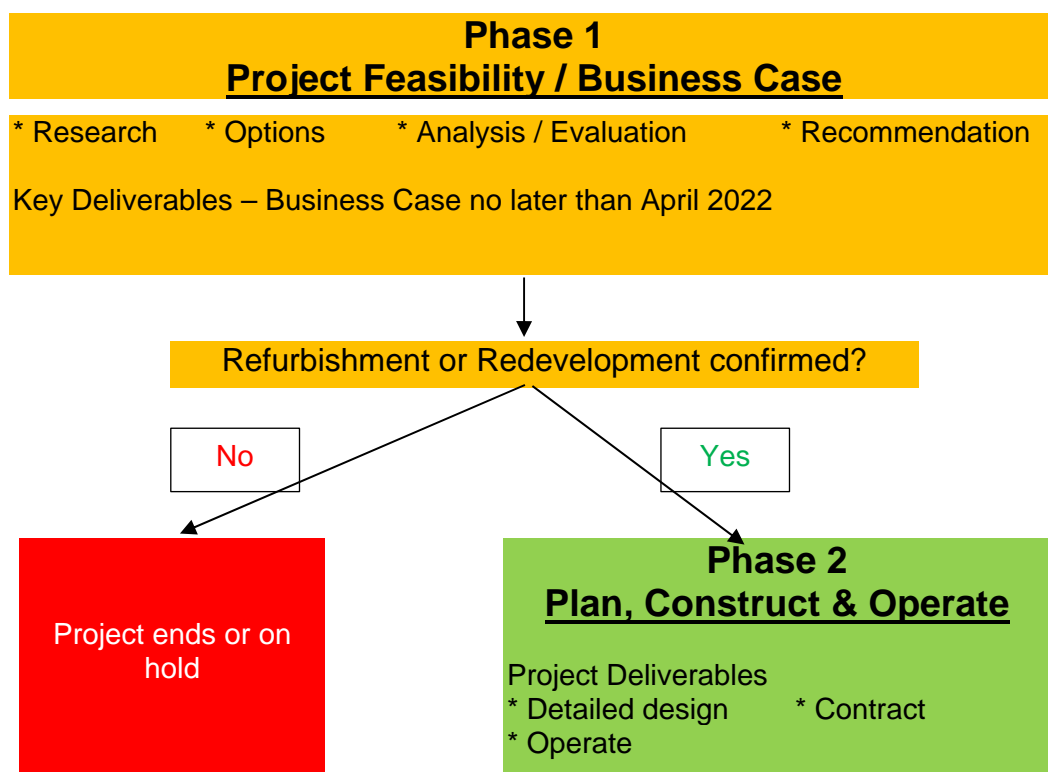 Phase 1
Project Feasibility / Business Case
* Research * Options * Analysis / Evaluation * Recommendation
Key Deliverables – Business Case no later than April 2022
Refurbishment or Redevelopment confirmed?
No
Yes
Project ends or on
hold
Phase 2
Plan, Construct & Operate
Project Deliverables
* Detailed design * Contract
* Operate